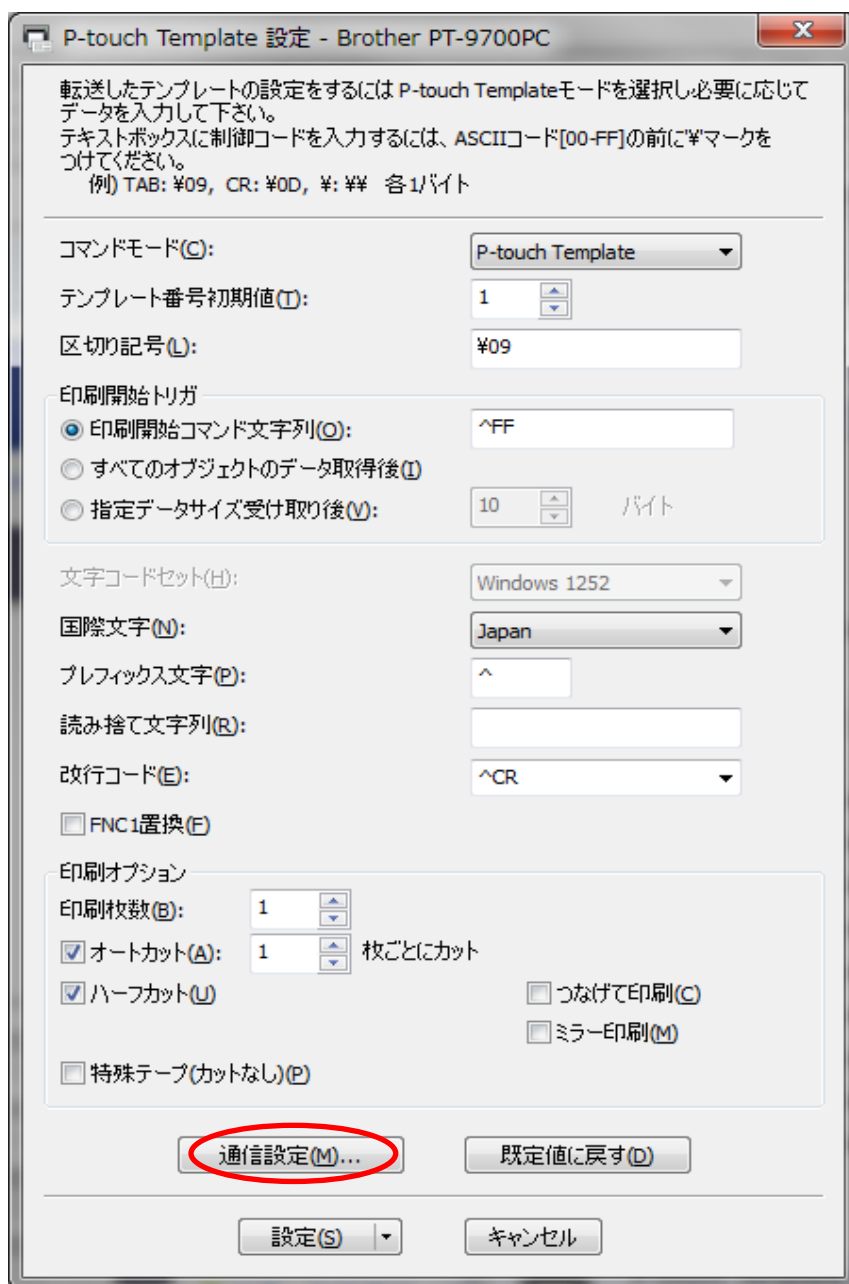 P-touch Template 設定 - Brother PT-9700PC
転送したテンプレートの設定をするには P-touch Templateモードを選択し必要に応じて
データを入力して下さい。
テキストボックスに制御コードを入力するには、ASCIIコード[00-FF]の前に'¥'マークを
つけてください。
例) TAB: ¥09, CR: ¥0D, ¥: ¥¥ 各1バイト
コマンドモード(C): P-touch Template
テンプレート番号初期値(T): 1
区切り記号(L): ¥09
印刷開始トリガ
印刷開始コマンド文字列(O): ^FF
すべてのオブジェクトのデータ取得後(I)
指定データサイズ受け取り後(V): 10 バイト
文字コードセット(H): Windows 1252
国際文字(N): Japan
プレフィックス文字(P): ^
読み捨て文字列(R):
改行コード(E): ^CR
FNC1置換(F)
印刷オプション
印刷枚数(B): 1
オートカット(A): 1 枚ごとにカット
ハーフカット(U) つなげて印刷(C)
ミラー印刷(M)
特殊テープ(カットなし)(P)
通信設定(M)... 既定値に戻す(D)
設定(S) キャンセル